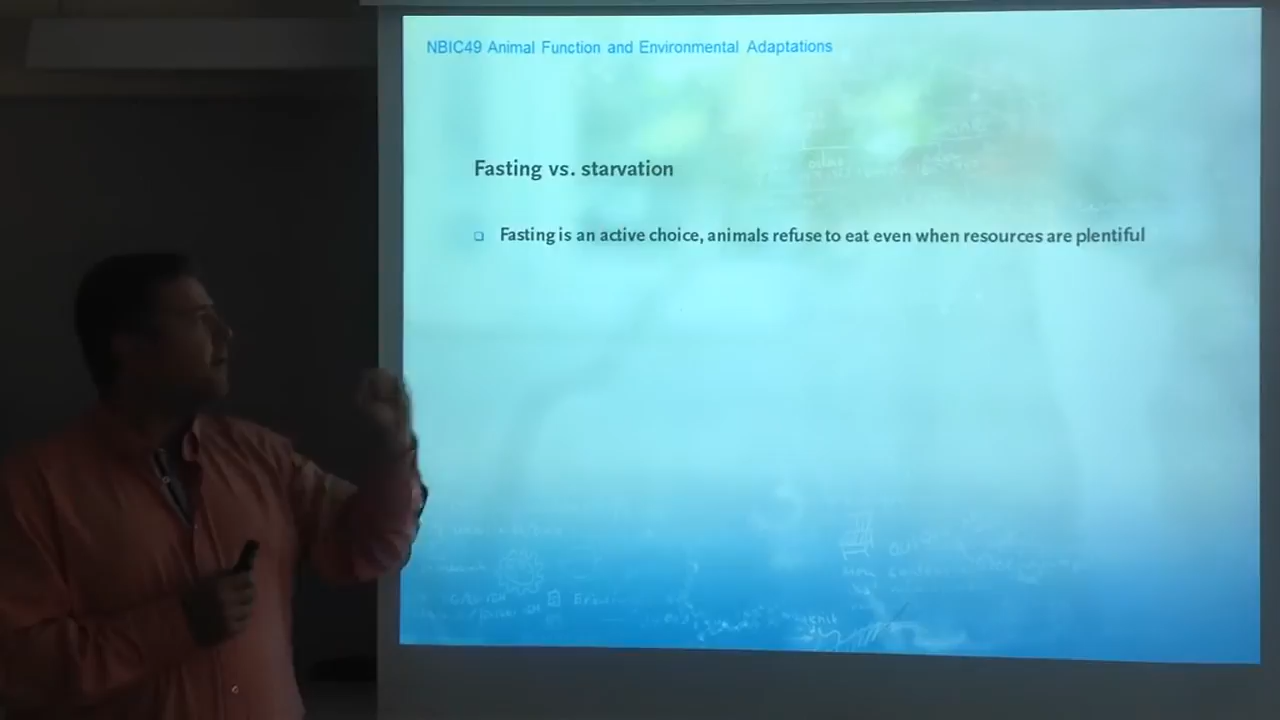 NBIC49 Animal Function and Environmental Adaptations
Fasting vs. starvation
Fasting is an active choice, animals refuse to eat even when resources are plentiful